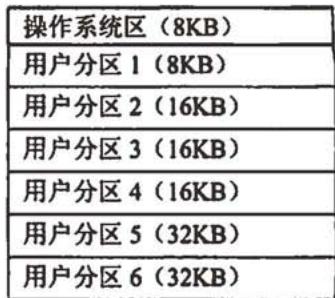 操作系统区（8KB）
用户分区 1（8KB）
用户分区 2（16KB）
用户分区 3（16KB）
用户分区 4（16KB）
用户分区 5（32KB）
用户分区 6（32KB）